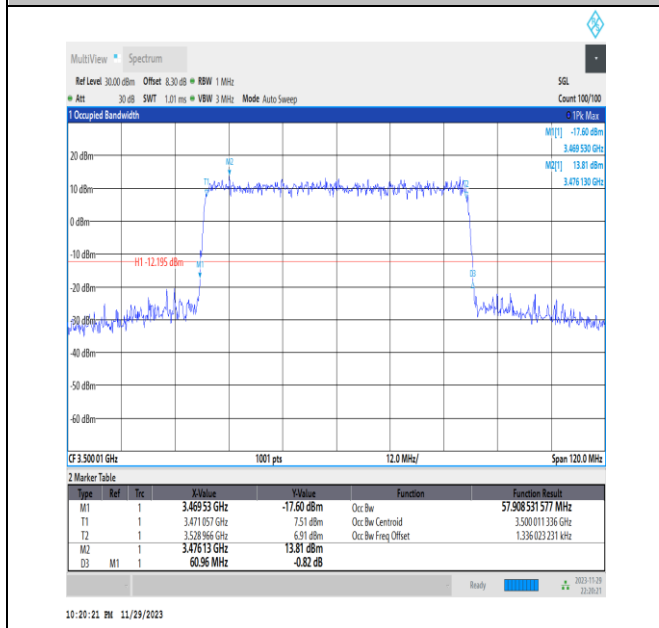 MultiView Spectrum
Ref Level 30.00 dBm Offset 8.30 dB RBW 1 MHz SGL
Att 30 dB SWT 1.01 ms VBW 3 MHz Mode Auto Sweep Count 100/100
1 Occupied Bandwidth 1Pk Max
M1[1] -17.60 dBm
3.469 530 GHz
M2[1] 13.81 dBm
3.476 130 GHz
20 dBm
M2
T1
10 dBm
0 dBm
-10 dBm
H1 -12.195 dBm
M1
D3
-20 dBm
-30 dBm
-40 dBm
-50 dBm
-60 dBm
CF 3.500 01 GHz 1001 pts 12.0 MHz/ Span 120.0 MHz
2 Marker Table
Type Ref Trc X-Value Y-Value Function Function Result
M1 1 3.469 53 GHz -17.60 dBm Occ Bw 57.908 531 577 MHz
T1 1 3.471 057 GHz 7.51 dBm Occ Bw Centroid 3.500 011 336 GHz
T2 1 3.528 966 GHz 6.91 dBm Occ Bw Freq Offset 1.336 023 231 kHz
M2 1 3.476 13 GHz 13.81 dBm
D3 M1 1 60.96 MHz -0.82 dB
Ready 2023-11-29
22:20:21
10:20:21 PM 11/29/2023